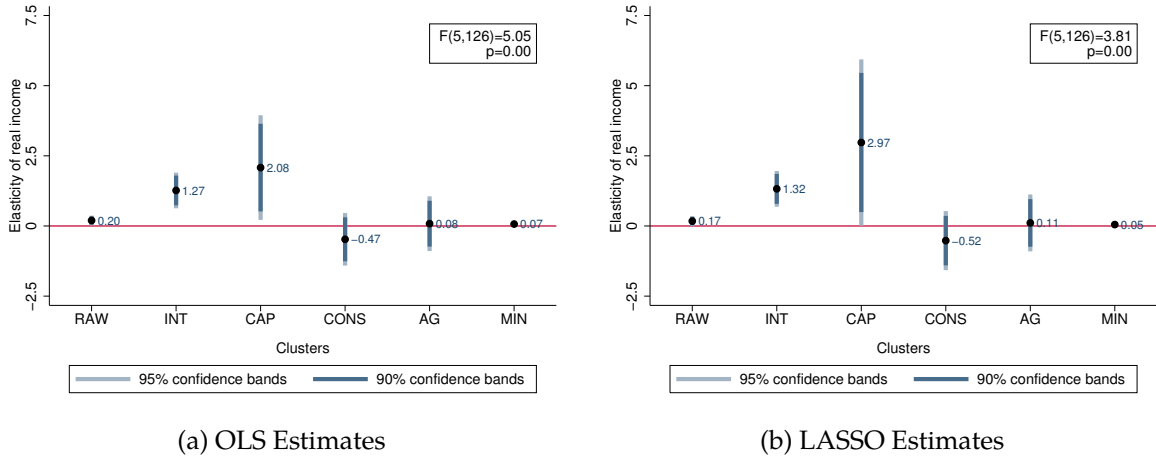 7.5
5
2.5
0
−2.5
Elasticity of real income
F(5,126)=5.05
p=0.00
0.20
1.27
2.08
−0.47
0.08
0.07
RAW INT CAP CONS AG MIN
Clusters
95% confidence bands 90% confidence bands
(a) OLS Estimates
7.5
5
2.5
0
−2.5
Elasticity of real income
F(5,126)=3.81
p=0.00
0.17
1.32
2.97
−0.52
0.11
0.05
RAW INT CAP CONS AG MIN
Clusters
95% confidence bands 90% confidence bands
(b) LASSO Estimates